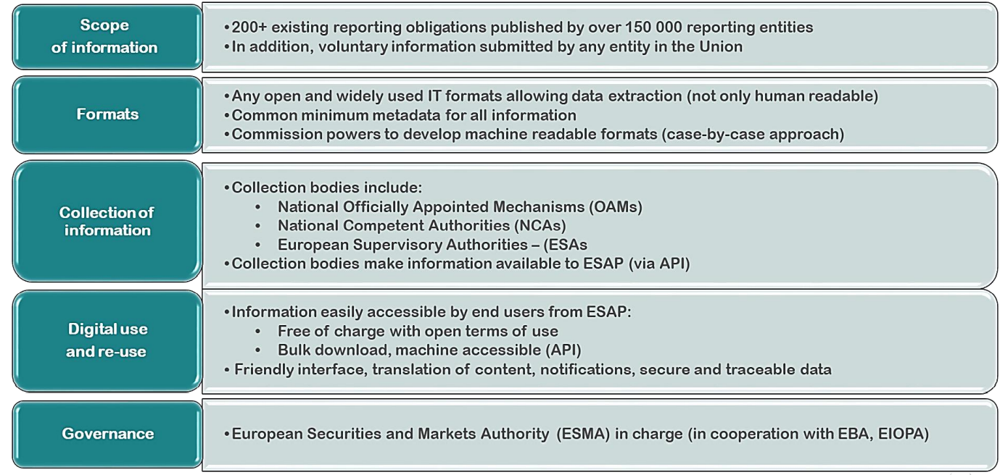 Scope
of information
•200+ existing reporting obligations published by over 150 000 reporting entities
•In addition, voluntary information submitted by any entity in the Union
Formats
•Any open and widely used IT formats allowing data extraction (not only human readable)
•Common minimum metadata for all information
•Commission powers to develop machine readable formats (case-by-case approach)
Collection of
information
•Collection bodies include:
• National Officially Appointed Mechanisms (OAMs)
• National Competent Authorities (NCAs)
• European Supervisory Authorities – (ESAs
•Collection bodies make information available to ESAP (via API)
Digital use
and re-use
•Information easily accessible by end users from ESAP:
• Free of charge with open terms of use
• Bulk download, machine accessible (API)
• Friendly interface, translation of content, notifications, secure and traceable data
Governance
•European Securities and Markets Authority (ESMA) in charge (in cooperation with EBA, EIOPA)